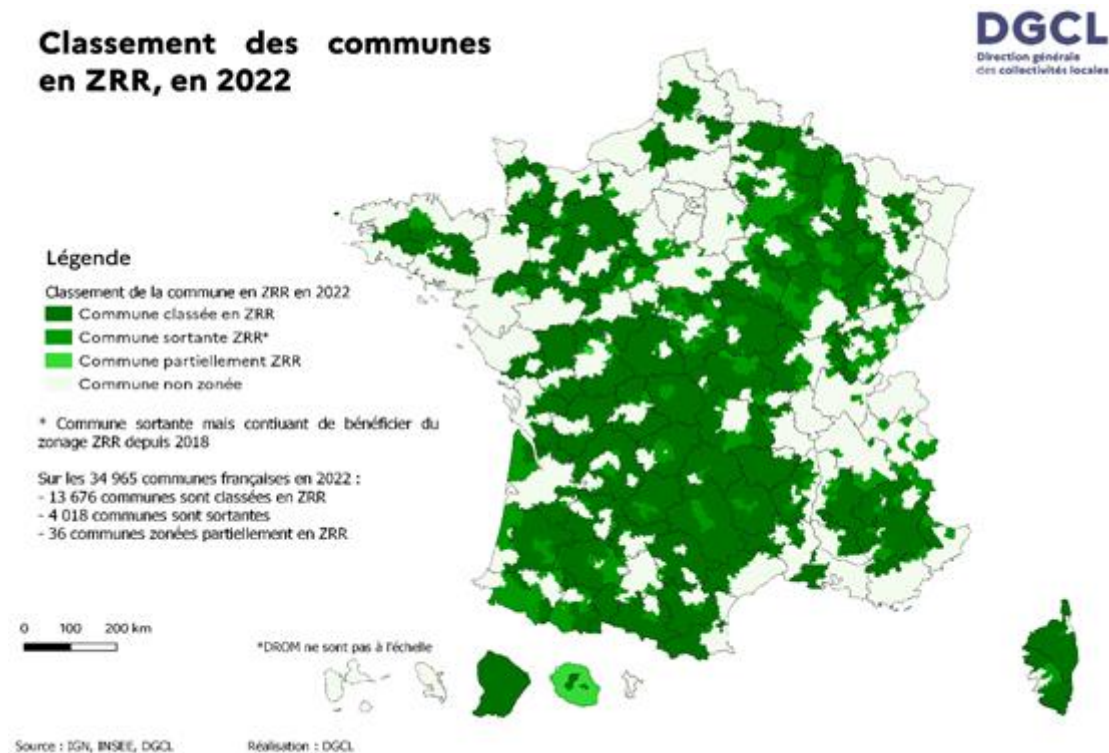 Classement des communes
en ZRR, en 2022
DGCL
Direction générale
des collectivités locales
Légende
Classement de la commune en ZRR en 2022
Commune classée en ZRR
Commune sortante ZRR*
Commune partiellement ZRR
Commune non zonée
* Commune sortante mais contiuant de bénéficier du
zonage ZRR depuis 2018
Sur les 34 965 communes françaises en 2022 :
- 13 676 communes sont classées en ZRR
- 4 018 communes sont sortantes
- 36 communes zonées partiellement en ZRR
0 100 200 km
*DROM ne sont pas à l'échelle
Source : IGN, INSEE, DGCL
Réalisation : DGCL